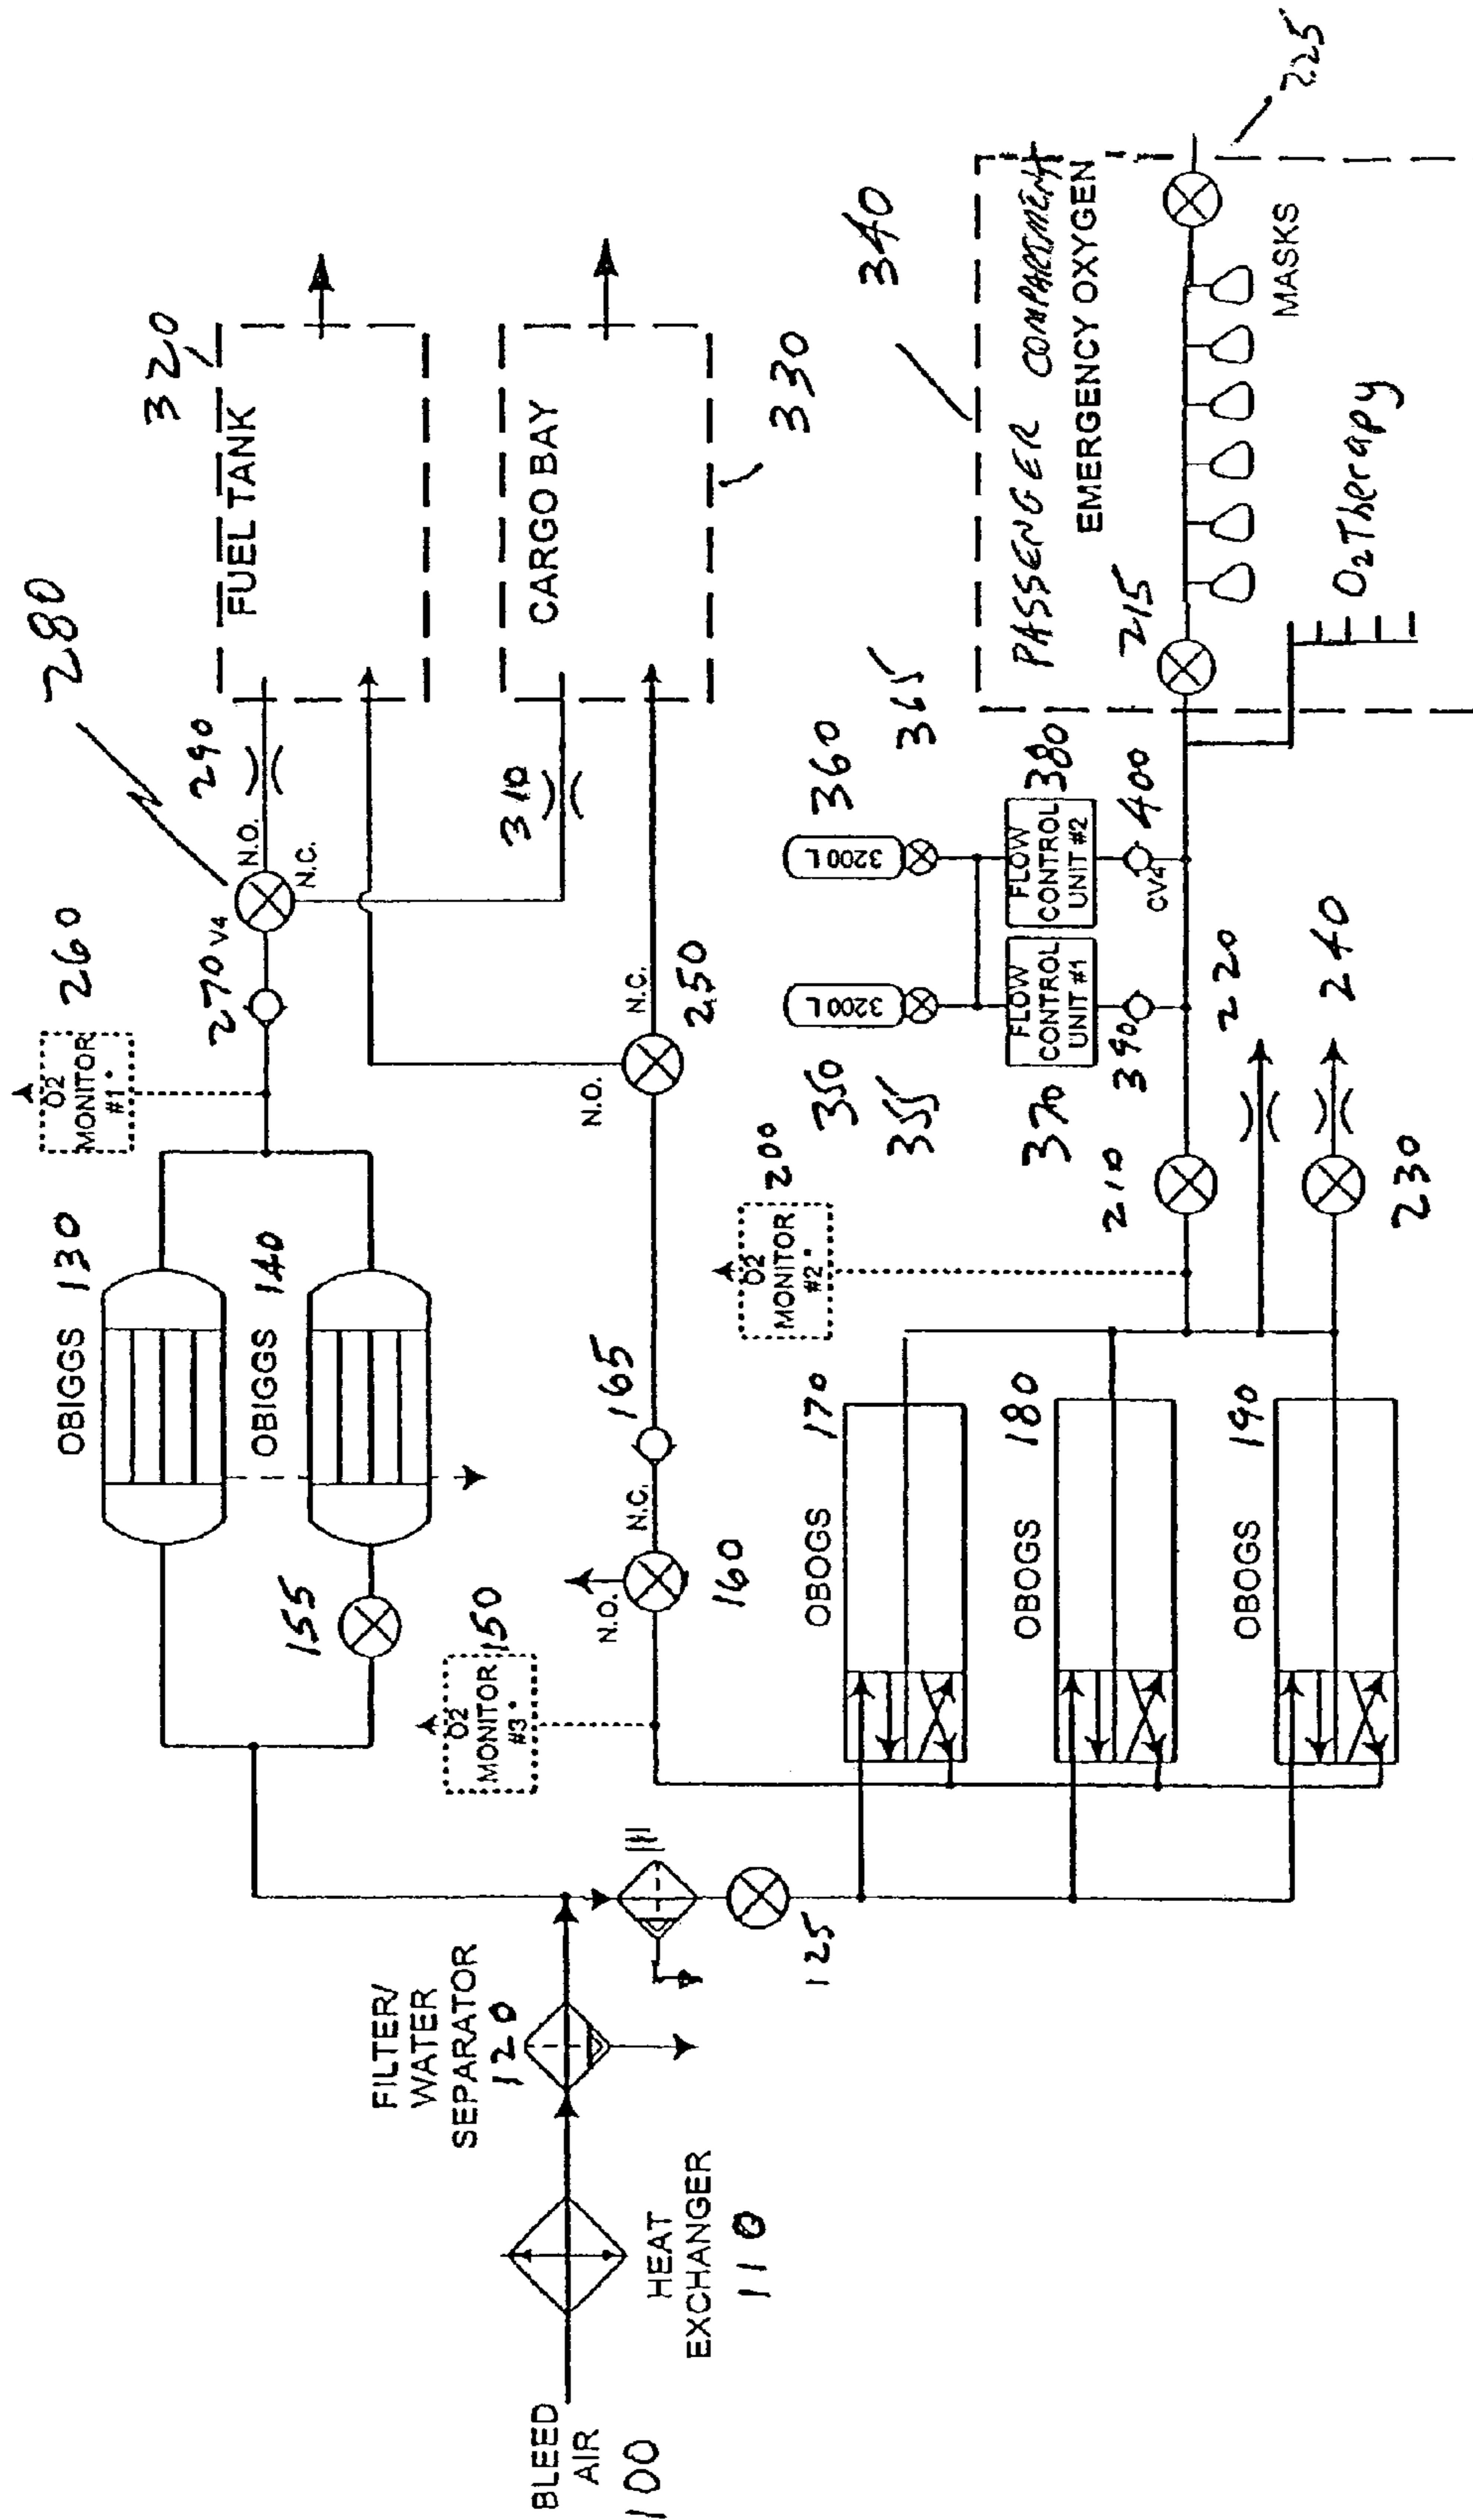 BLEED
AIR
100
HEAT
EXCHANGER
110
FILTER/
WATER
SEPARATOR
120
111
125
OBIGGS 130
OBIGGS 140
155
O2
MONITOR
#1*
260
270 V4
280
N.O.
N.C.
290
310
FUEL TANK
320
CARGO BAY
330
O2
MONITOR
#3*
150
N.O.
N.C.
160
165
N.O.
N.C.
250
OBOGS 170
OBOGS 180
OBOGS 190
O2
MONITOR
#2*
200
210
220
230
240
3200 L
350
355
3200 L
360
365
FLOW
CONTROL
UNIT #1
370
FLOW
CONTROL
UNIT #2
380
390
CV4
400
340
PASSENGER COMPARTMENT
EMERGENCY OXYGEN
215
MASKS
225
O2 Therapy